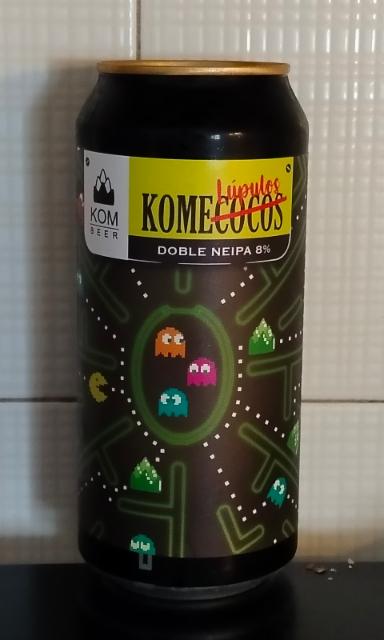 KOM
BEER
Lúpulos
KOMECOCOS
DOBLE NEIPA 8%